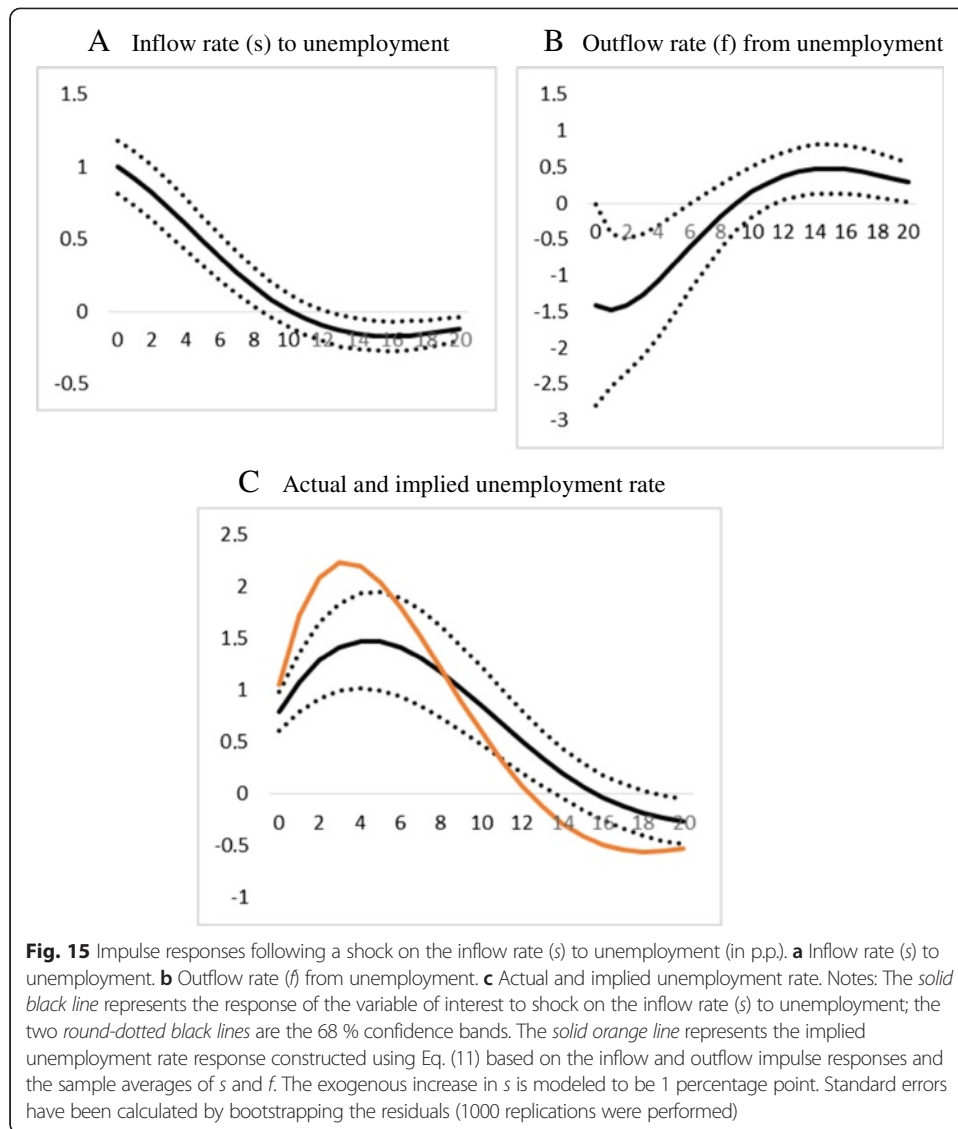 A Inflow rate (s) to unemployment
1.5
1
0.5
0
-0.5
0 2 4 6 8 10 12 14 16 18 20
B Outflow rate (f) from unemployment
1.5
1
0.5
0
-0.5
-1
-1.5
-2
-2.5
-3
0 2 4 6 8 10 12 14 16 18 20
C Actual and implied unemployment rate
2.5
2
1.5
1
0.5
0
-0.5
-1
0 2 4 6 8 10 12 14 16 18 20
Fig. 15 Impulse responses following a shock on the inflow rate (s) to unemployment (in p.p.). a Inflow rate (s) to
unemployment. b Outflow rate (f) from unemployment. c Actual and implied unemployment rate. Notes: The solid
black line represents the response of the variable of interest to shock on the inflow rate (s) to unemployment; the
two round-dotted black lines are the 68 % confidence bands. The solid orange line represents the implied
unemployment rate response constructed using Eq. (11) based on the inflow and outflow impulse responses and
the sample averages of s and f. The exogenous increase in s is modeled to be 1 percentage point. Standard errors
have been calculated by bootstrapping the residuals (1000 replications were performed)